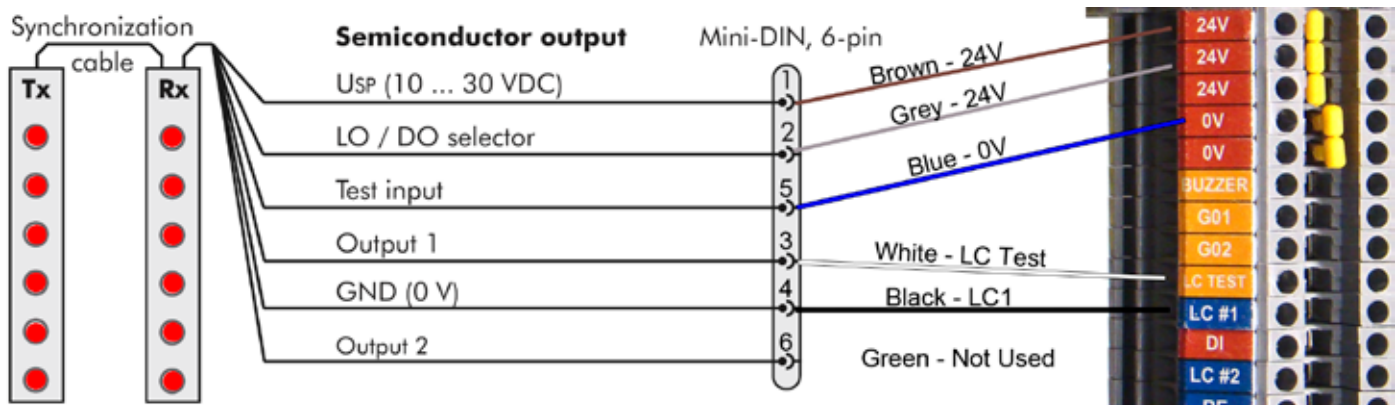 Synchronization
cable
Tx
Rx
Semiconductor output
Mini-DIN, 6-pin
USP (10 ... 30 VDC)
1
Brown - 24V
LO / DO selector
2
Grey - 24V
Test input
5
Blue - 0V
Output 1
3
White - LC Test
GND (0 V)
4
Black - LC1
Output 2
6
Green - Not Used
24V
24V
24V
0V
0V
BUZZER
G01
G02
LC TEST
LC #1
DI
LC #2